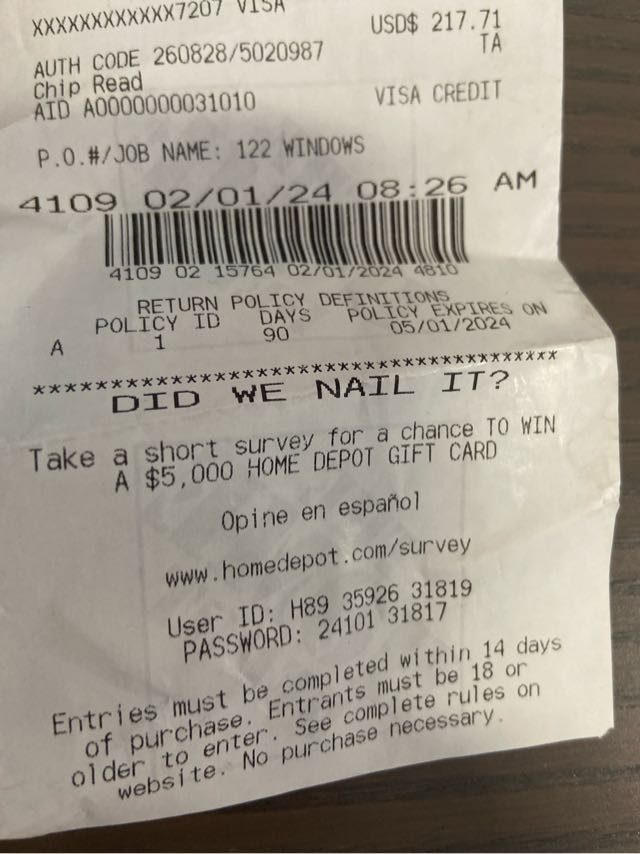 XXXXXXXXXXXX7207 VISA
USD$ 217.71
AUTH CODE 260828/5020987 TA
Chip Read
AID A0000000031010 VISA CREDIT
P.O.#/JOB NAME: 122 WINDOWS
4109 02/01/24 08:26 AM
4109 02 15764 02/01/2024 4810
RETURN POLICY DEFINITIONS
POLICY ID DAYS POLICY EXPIRES ON
A 1 90 05/01/2024
*****************************************
DID WE NAIL IT?
Take a short survey for a chance TO WIN
A $5,000 HOME DEPOT GIFT CARD
Opine en español
www.homedepot.com/survey
User ID: H89 35926 31819
PASSWORD: 24101 31817
Entries must be completed within 14 days
of purchase. Entrants must be 18 or
older to enter. See complete rules on
website. No purchase necessary.